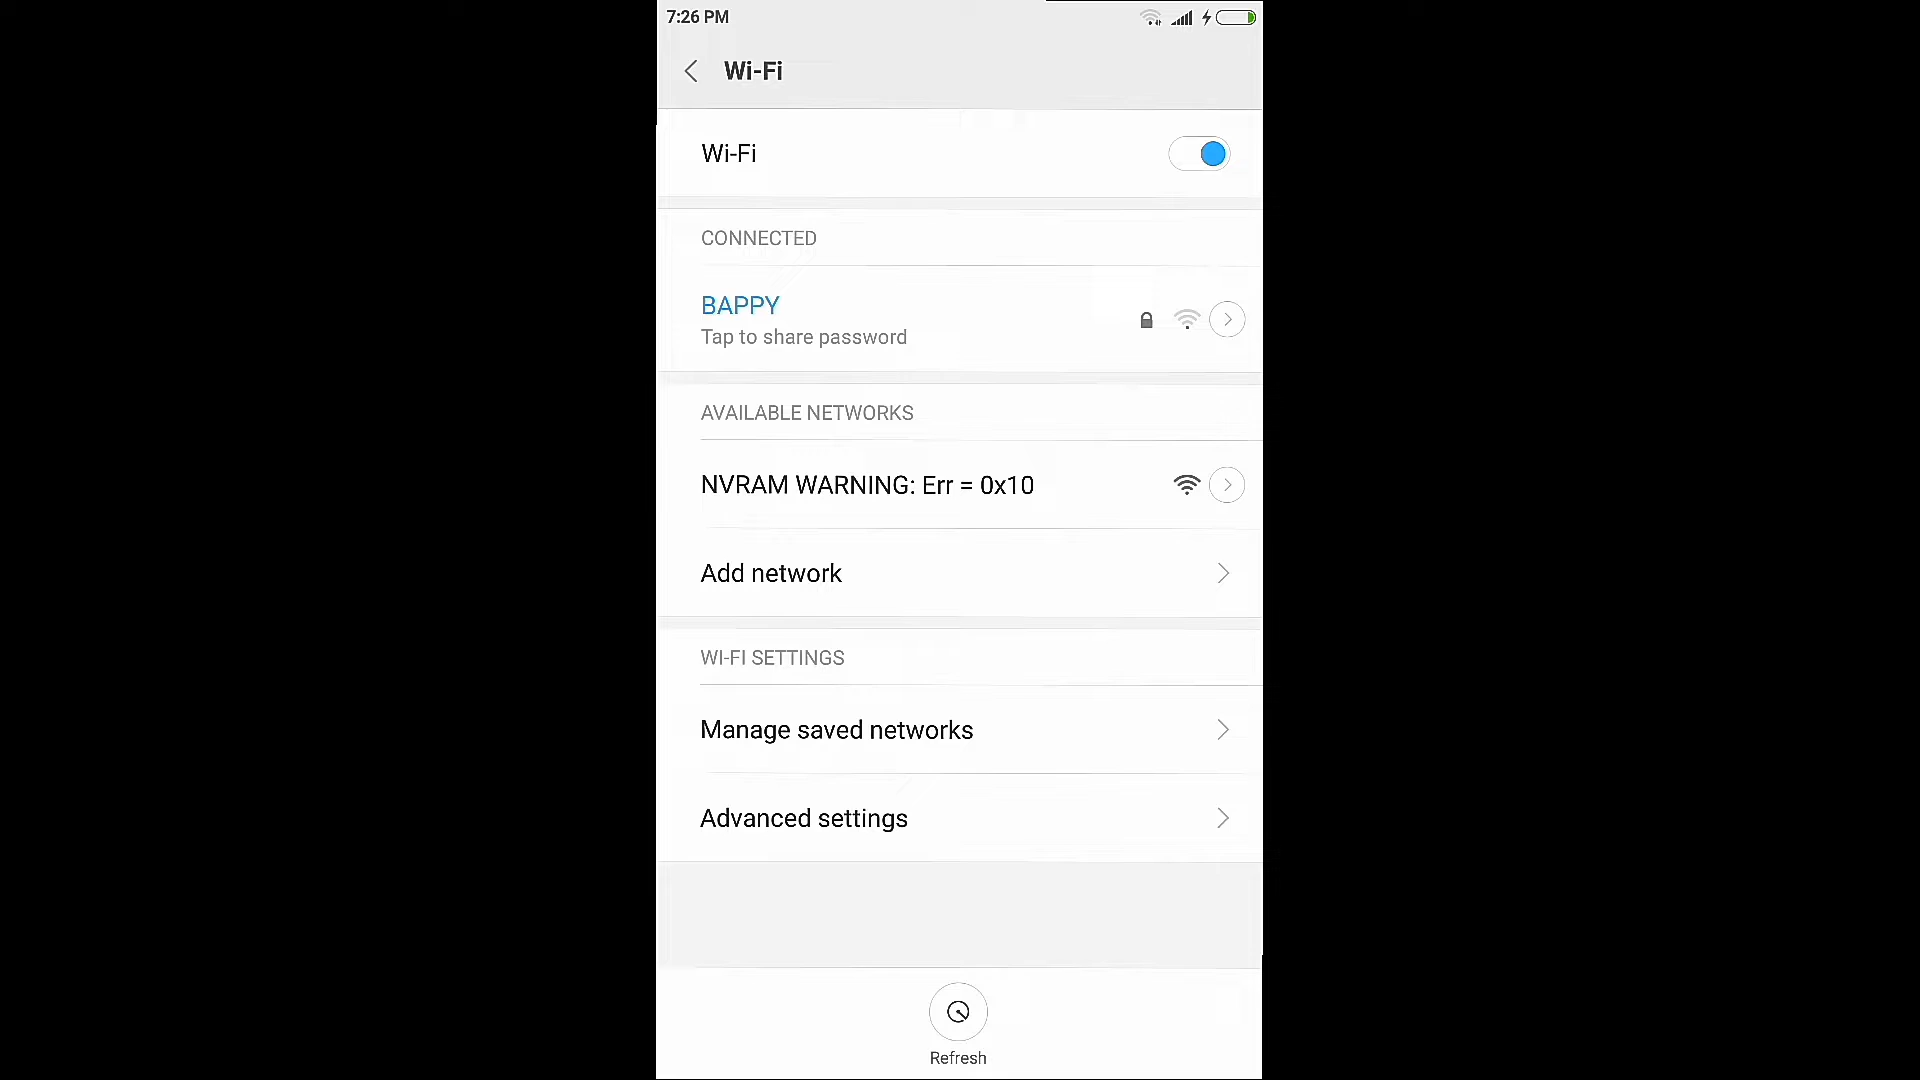 7:26 PM
Wi-Fi
Wi-Fi
CONNECTED
BAPPY
Tap to share password
AVAILABLE NETWORKS
NVRAM WARNING: Err = 0x10
Add network
WI-FI SETTINGS
Manage saved networks
Advanced settings
Refresh